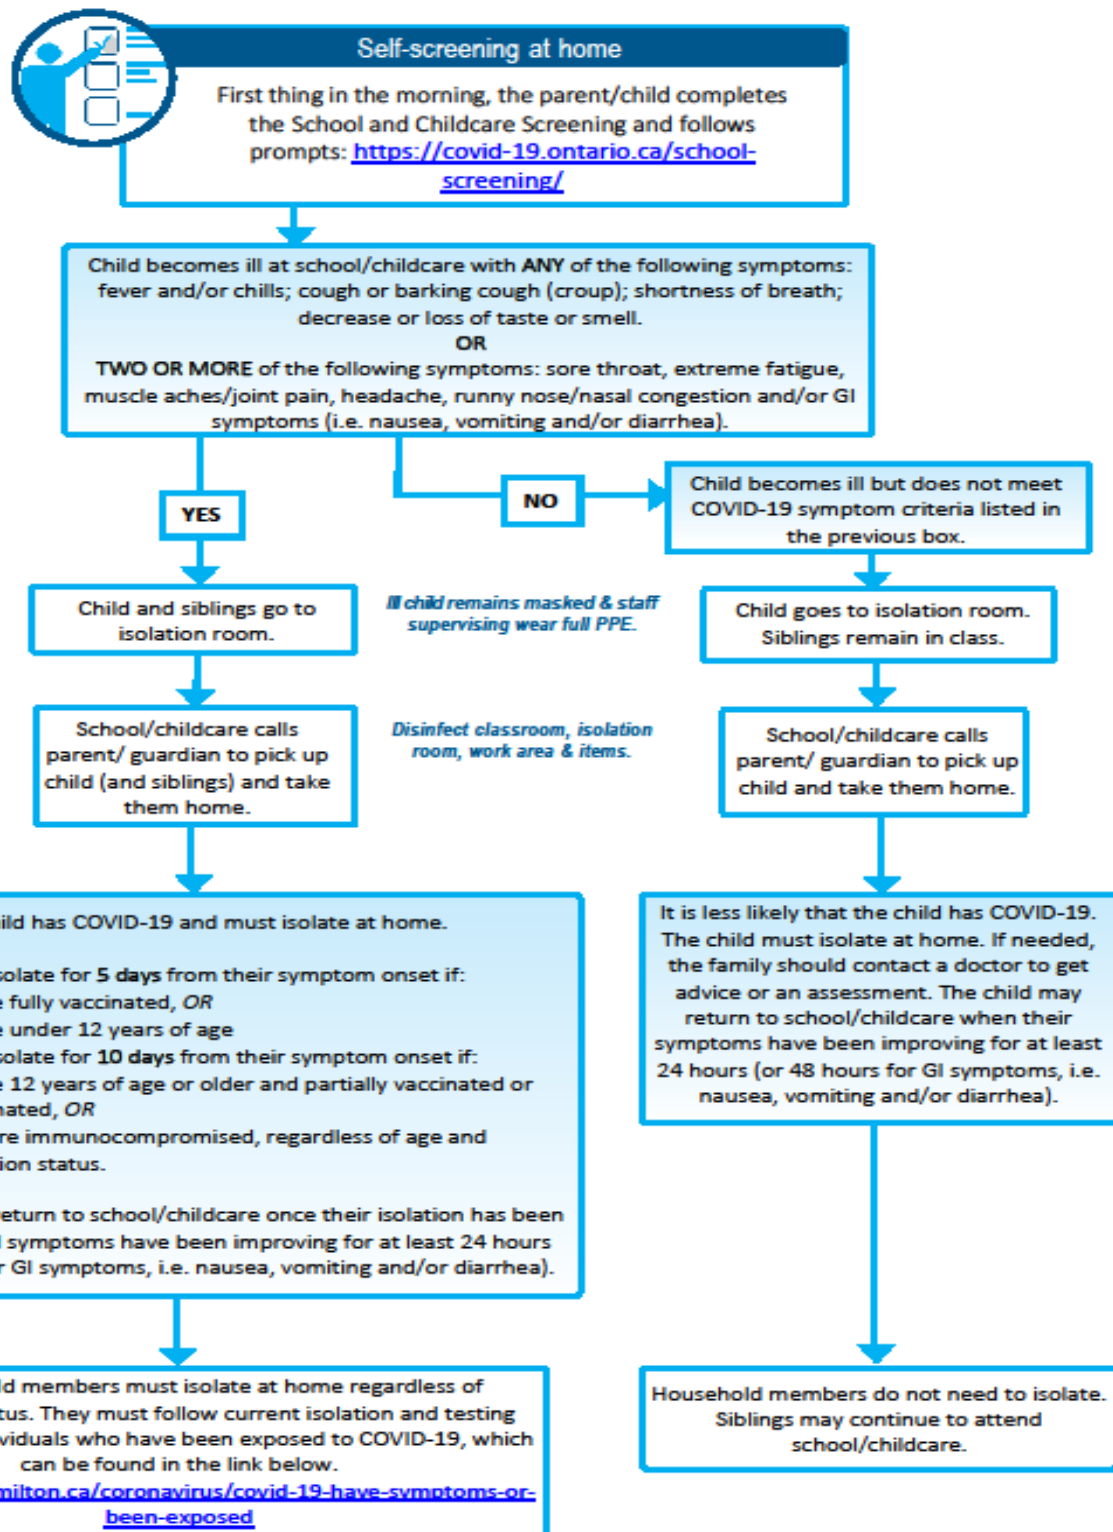 Self-screening at home
First thing in the morning, the parent/child completes
the School and Childcare Screening and follows
prompts: https://covid-19.ontario.ca/school-
screening/
Child becomes ill at school/childcare with ANY of the following symptoms:
fever and/or chills; cough or barking cough (croup); shortness of breath;
decrease or loss of taste or smell.
OR
TWO OR MORE of the following symptoms: sore throat, extreme fatigue,
muscle aches/joint pain, headache, runny nose/nasal congestion and/or GI
symptoms (i.e. nausea, vomiting and/or diarrhea).
YES
NO
Child becomes ill but does not meet
COVID-19 symptom criteria listed in
the previous box.
Child and siblings go to
isolation room.
Ill child remains masked & staff
supervising wear full PPE.
Child goes to isolation room.
Siblings remain in class.
School/childcare calls
parent/ guardian to pick up
child (and siblings) and take
them home.
Disinfect classroom, isolation
room, work area & items.
School/childcare calls
parent/ guardian to pick up
child and take them home.
ild has COVID-19 and must isolate at home.
solate for 5 days from their symptom onset if:
e fully vaccinated, OR
e under 12 years of age
solate for 10 days from their symptom onset if:
e 12 years of age or older and partially vaccinated or
nated, OR
re immunocompromised, regardless of age and
ion status.
eturn to school/childcare once their isolation has been
l symptoms have been improving for at least 24 hours
r GI symptoms, i.e. nausea, vomiting and/or diarrhea).
It is less likely that the child has COVID-19.
The child must isolate at home. If needed,
the family should contact a doctor to get
advice or an assessment. The child may
return to school/childcare when their
symptoms have been improving for at least
24 hours (or 48 hours for GI symptoms, i.e.
nausea, vomiting and/or diarrhea).
ld members must isolate at home regardless of
tus. They must follow current isolation and testing
ividuals who have been exposed to COVID-19, which
can be found in the link below.
milton.ca/coronavirus/covid-19-have-symptoms-or-
been-exposed
Household members do not need to isolate.
Siblings may continue to attend
school/childcare.